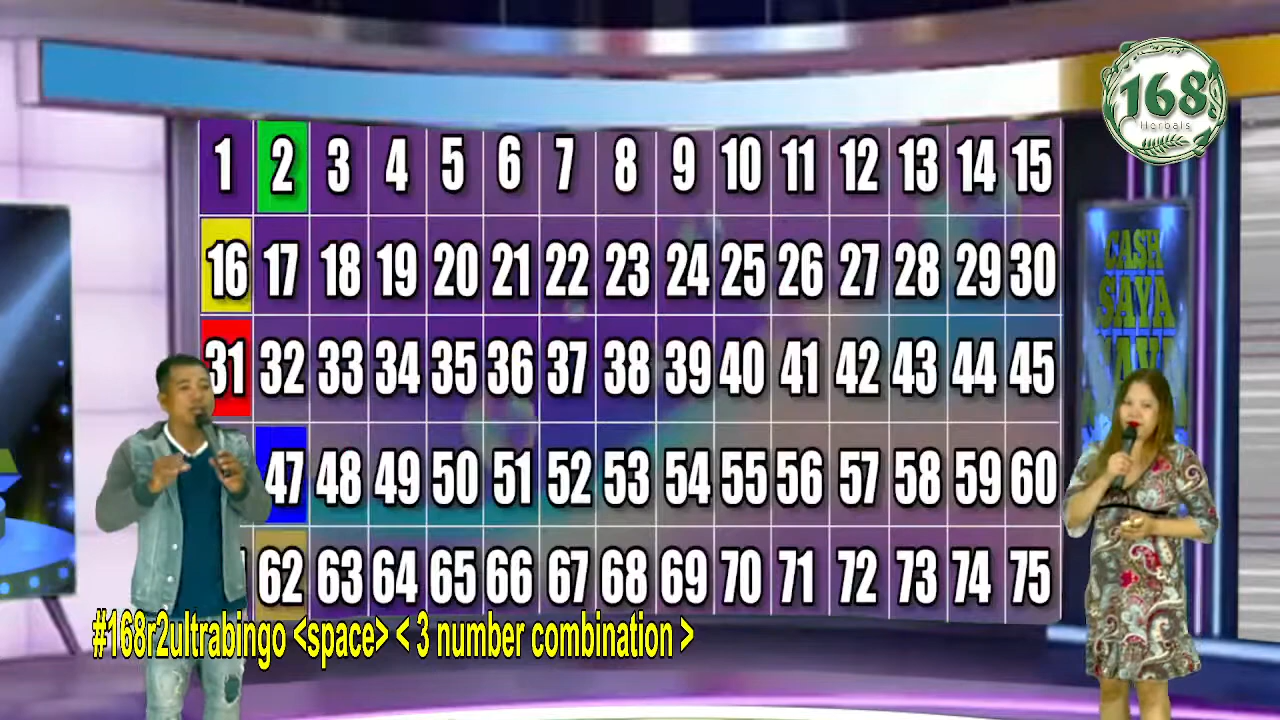 168
Herbals
1 2 3 4 5 6 7 8 9 10 11 12 13 14 15
16 17 18 19 20 21 22 23 24 25 26 27 28 29 30
31 32 33 34 35 36 37 38 39 40 41 42 43 44 45
47 48 49 50 51 52 53 54 55 56 57 58 59 60
62 63 64 65 66 67 68 69 70 71 72 73 74 75
CASH
SAYA
#168r2ultrabingo <space> < 3 number combination >